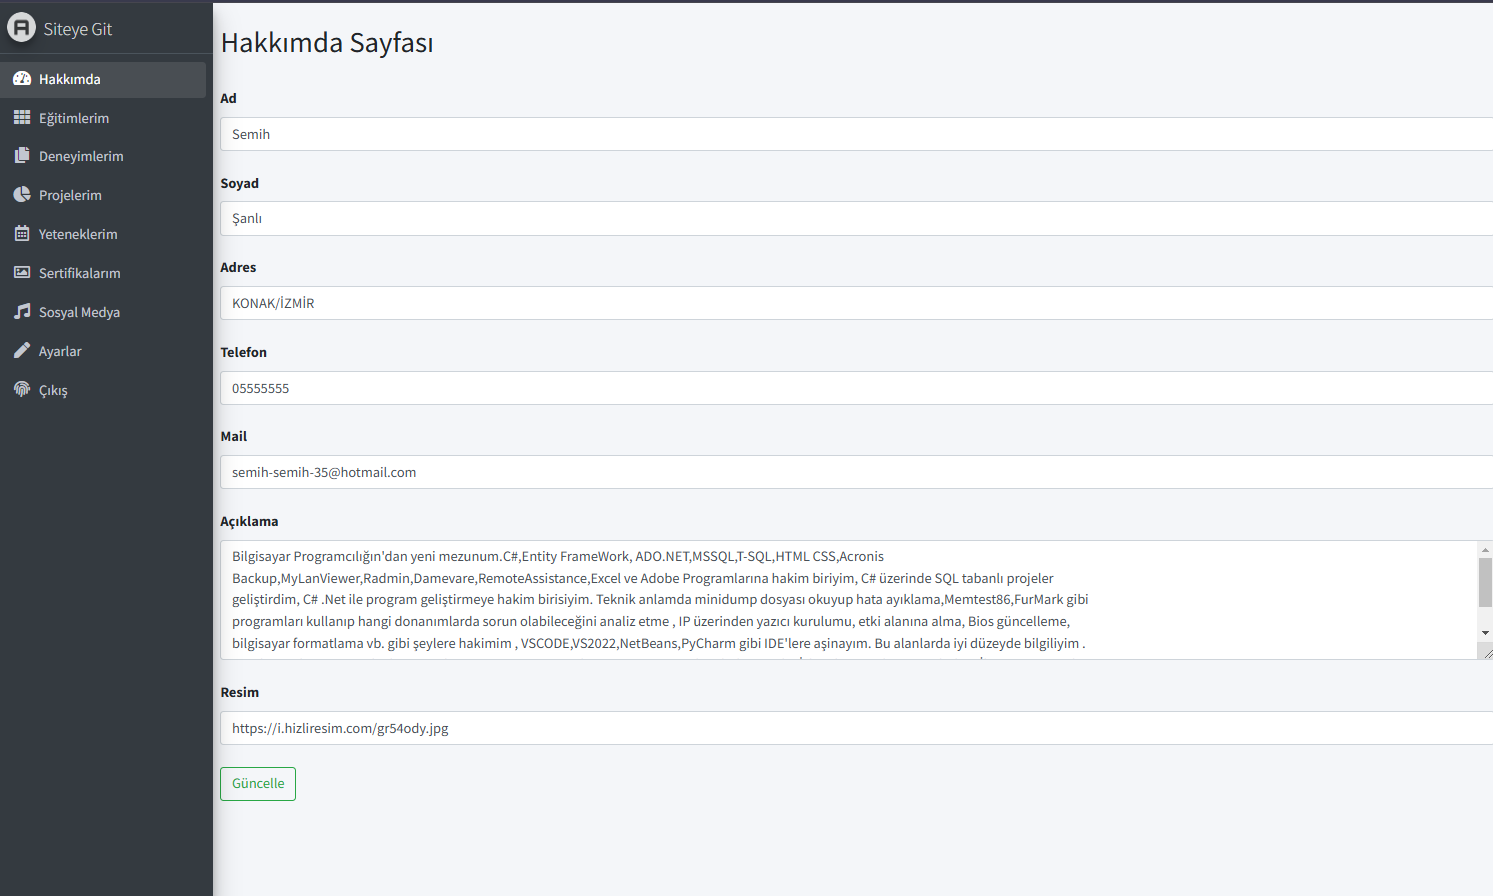 Siteye Git
Hakkımda
Eğitimlerim
Deneyimlerim
Projelerim
Yeteneklerim
Sertifikalarım
Sosyal Medya
Ayarlar
Çıkış
Hakkımda Sayfası
Ad
Semih
Soyad
Şanlı
Adres
KONAK/İZMİR
Telefon
05555555
Mail
semih-semih-35@hotmail.com
Açıklama
Bilgisayar Programcılığın'dan yeni mezunum.C#,Entity FrameWork, ADO.NET,MSSQL,T-SQL,HTML CSS,Acronis
Backup,MyLanViewer,Radmin,Damevare,RemoteAssistance,Excel ve Adobe Programlarına hakim biriyim, C# üzerinde SQL tabanlı projeler
geliştirdim, C# .Net ile program geliştirmeye hakim birisiyim. Teknik anlamda minidump dosyası okuyup hata ayıklama,Memtest86,FurMark gibi
programları kullanıp hangi donanımlarda sorun olabileceğini analiz etme , IP üzerinden yazıcı kurulumu, etki alanına alma, Bios güncelleme,
bilgisayar formatlama vb. gibi şeylere hakimim , VSCODE,VS2022,NetBeans,PyCharm gibi IDE'lere aşinayım. Bu alanlarda iyi düzeyde bilgiliyim .
Resim
https://i.hizliresim.com/gr54ody.jpg
Güncelle